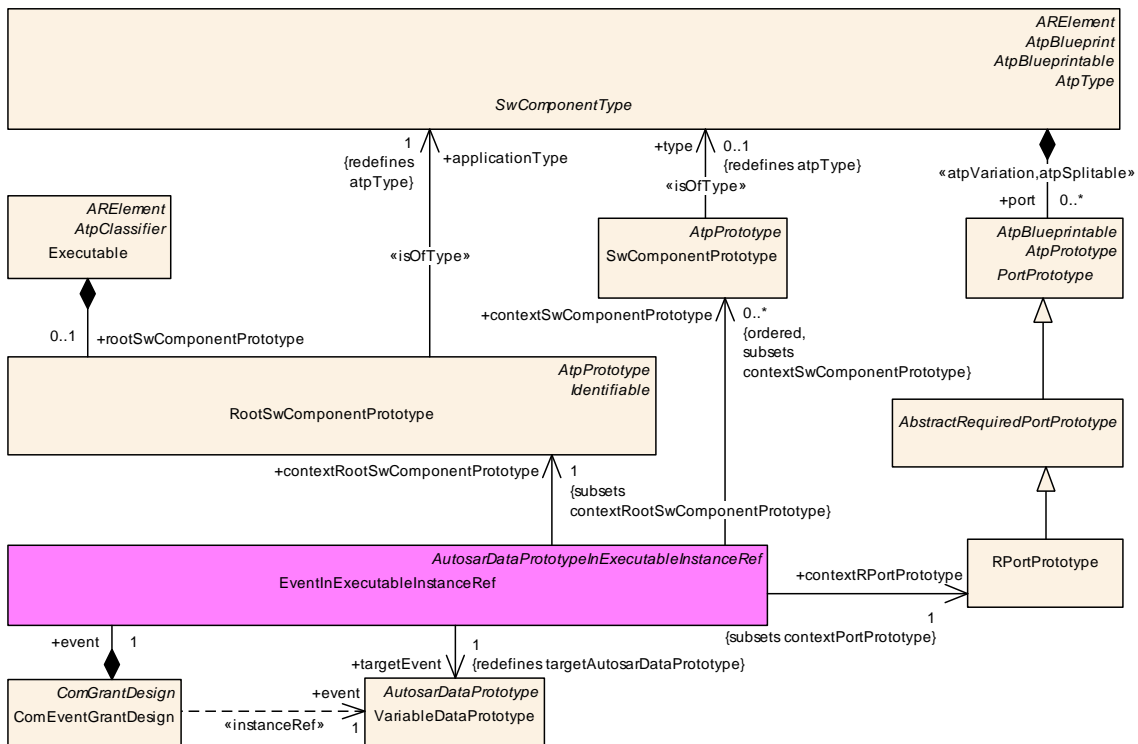 ARElement
AtpBlueprint
AtpBlueprintable
AtpType
SwComponentType
1
{redefines
atpType}
+applicationType
+type
0..1
{redefines atpType}
«isOfType»
«atpVariation,atpSplitable»
+port
0..*
ARElement
AtpClassifier
Executable
«isOfType»
AtpPrototype
SwComponentPrototype
AtpBlueprintable
AtpPrototype
PortPrototype
0..1
+rootSwComponentPrototype
+contextSwComponentPrototype
0..*
{ordered,
subsets
contextSwComponentPrototype}
AtpPrototype
Identifiable
RootSwComponentPrototype
AbstractRequiredPortPrototype
+contextRootSwComponentPrototype
1
{subsets
contextRootSwComponentPrototype}
AutosarDataPrototypeInExecutableInstanceRef
EventInExecutableInstanceRef
+contextRPortPrototype
1
{subsets contextPortPrototype}
RPortPrototype
+event
1
+targetEvent
1
{redefines targetAutosarDataPrototype}
ComGrantDesign
ComEventGrantDesign
+event
«instanceRef»
1
AutosarDataPrototype
VariableDataPrototype